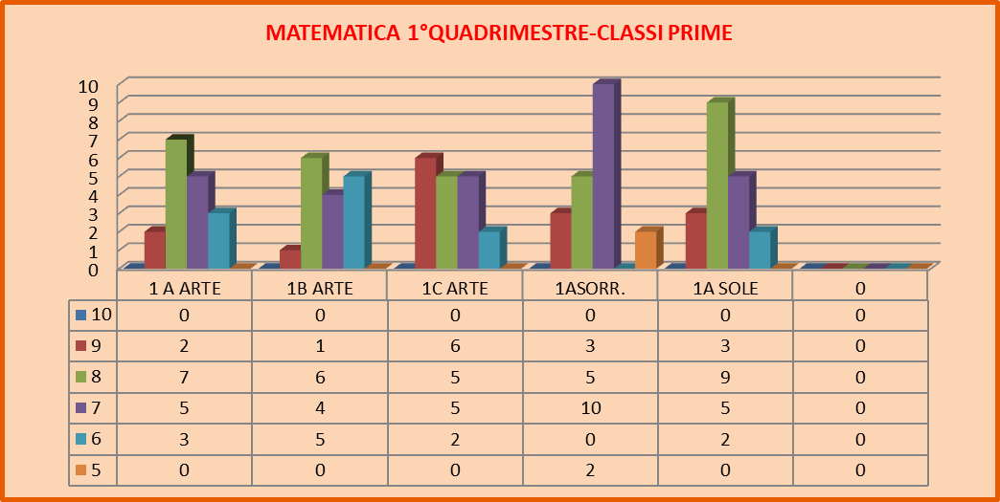 MATEMATICA 1°QUADRIMESTRE-CLASSI PRIME
10
9
8
7
6
5
4
3
2
1
0
1 A ARTE 1B ARTE 1C ARTE 1ASORR. 1A SOLE 0
10 0 0 0 0 0 0
9 2 1 6 3 3 0
8 7 6 5 5 9 0
7 5 4 5 10 5 0
6 3 5 2 0 2 0
5 0 0 0 2 0 0